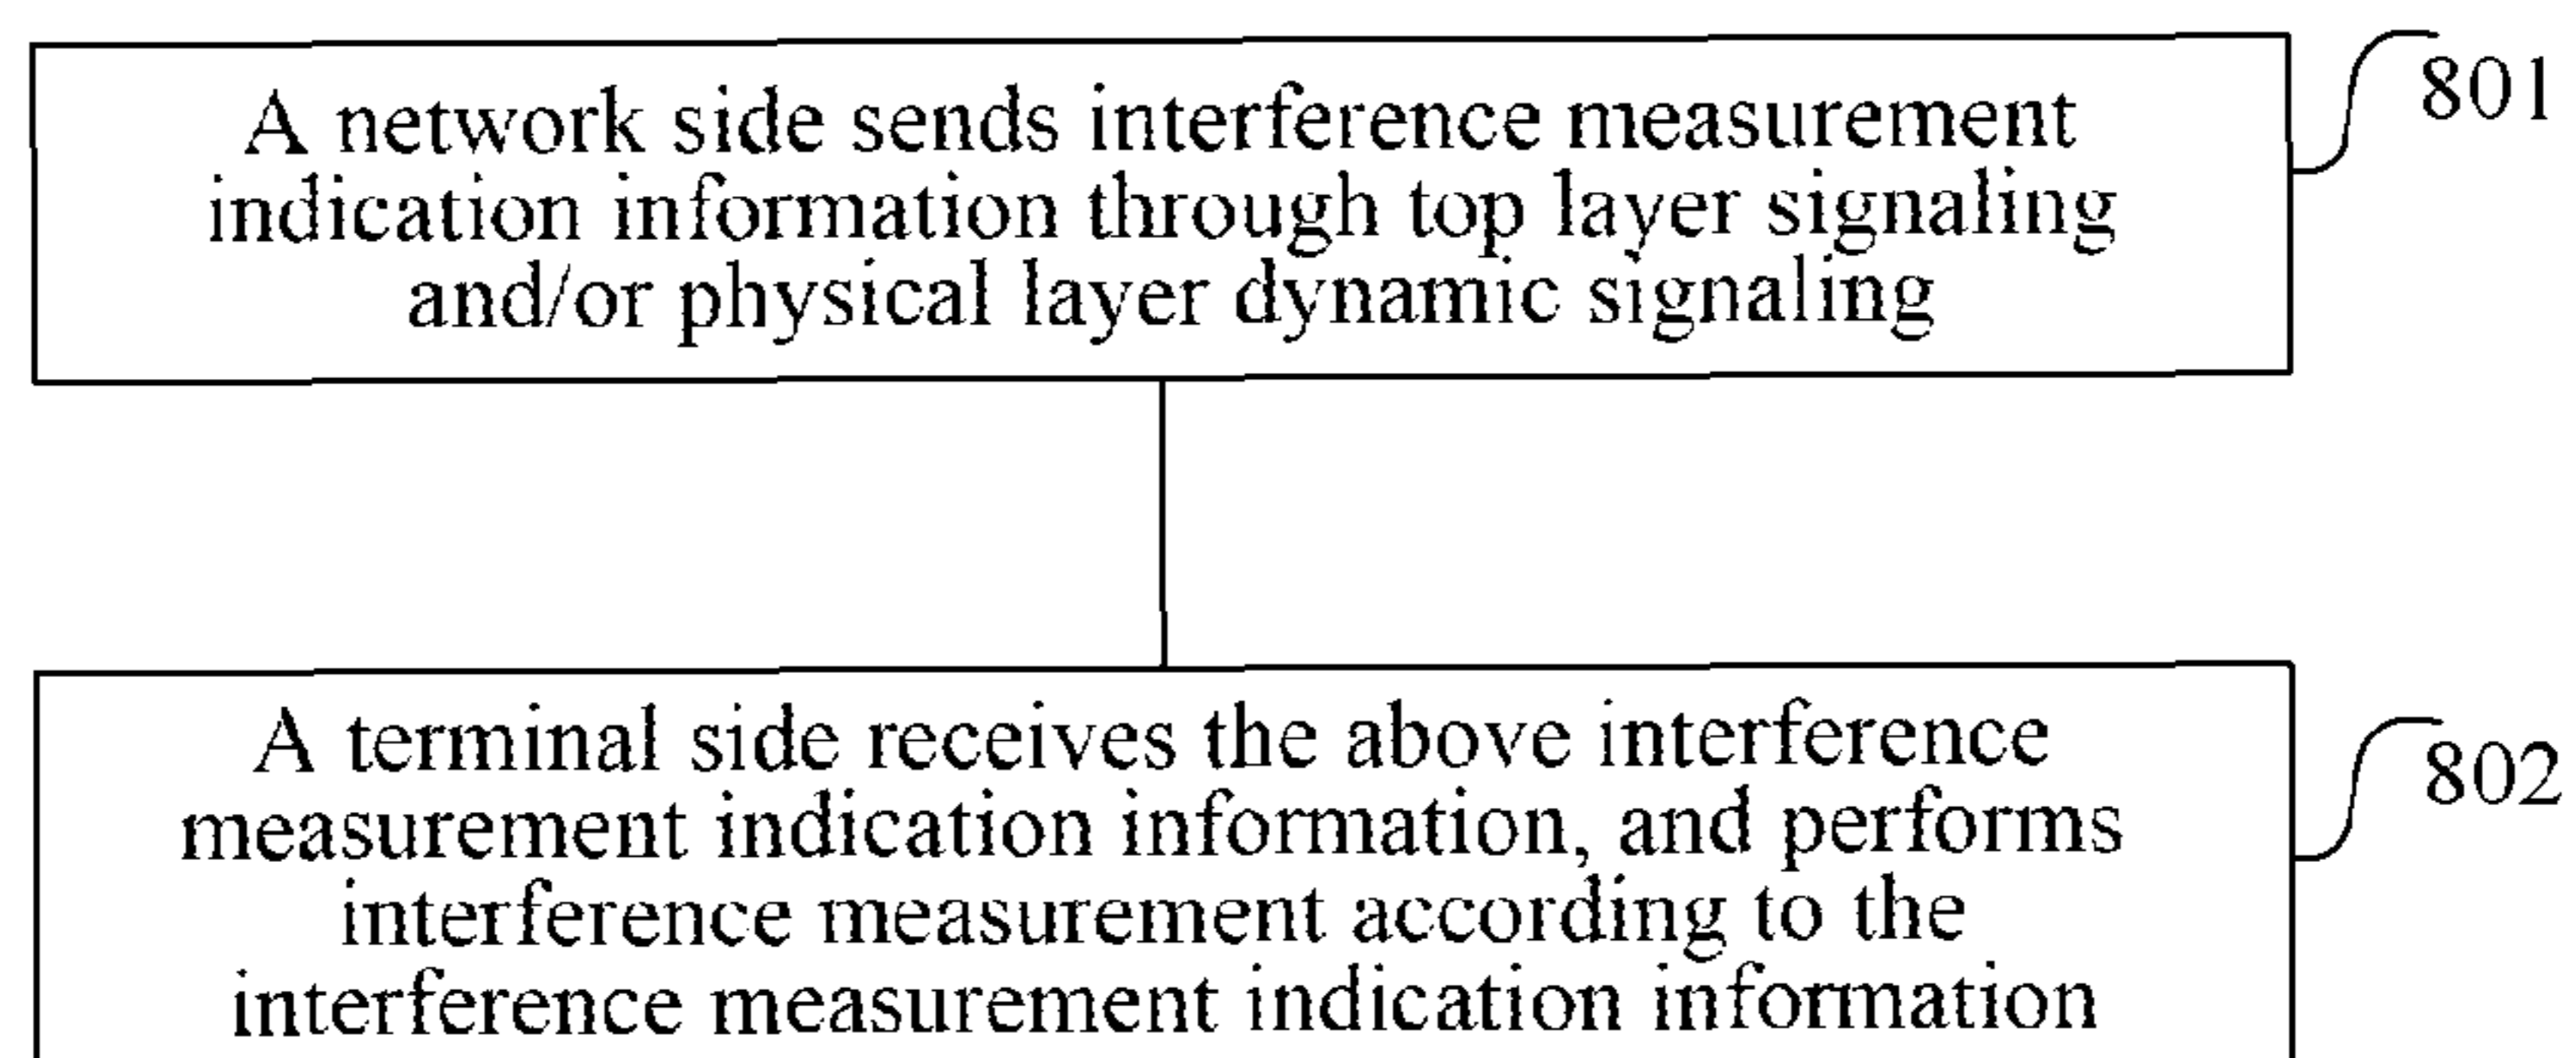 A network side sends interference measurement
indication information through top layer signaling
and/or physical layer dynamic signaling
801
A terminal side receives the above interference
measurement indication information, and performs
interference measurement according to the
interference measurement indication information
802